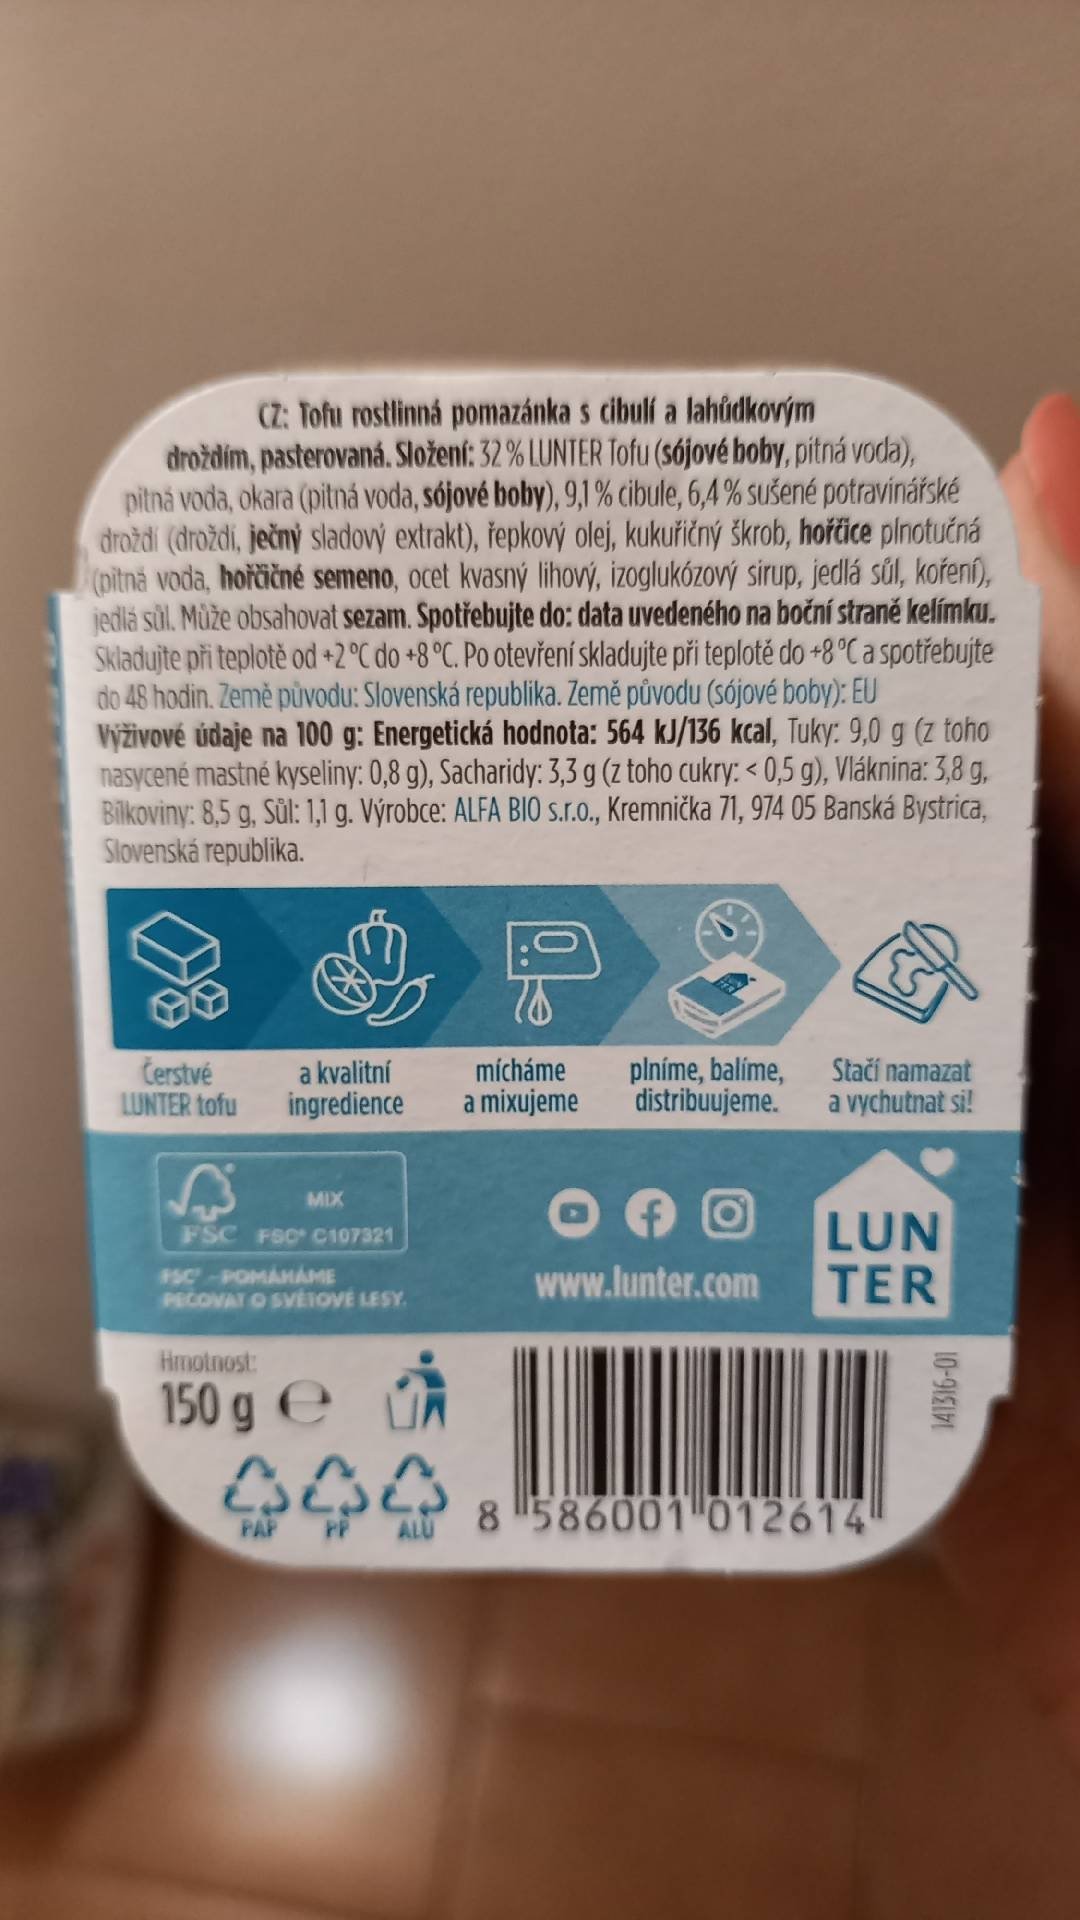 CZ: Tofu rostlinná pomazánka s cibulí a lahůdkovým
droždím, pasterovaná. Složení: 32 % LUNTER Tofu (sójové boby, pitná voda),
pitná voda, okara (pitná voda, sójové boby), 9,1 % cibule, 6,4 % sušené potravinářské
droždí (droždí, ječný sladový extrakt), řepkový olej, kukuřičný škrob, hořčice plnotučná
(pitná voda, hořčičné semeno, ocet kvasný lihový, izoglukózový sirup, jedlá sůl, koření),
jedlá sůl. Může obsahovat sezam. Spotřebujte do: data uvedeného na boční straně kelímku.
Skladujte při teplotě od +2 °C do +8 °C. Po otevření skladujte při teplotě do +8 °C a spotřebujte
do 48 hodin. Země původu: Slovenská republika. Země původu (sójové boby): EU
Výživové údaje na 100 g: Energetická hodnota: 564 kJ/136 kcal, Tuky: 9,0 g (z toho
nasycené mastné kyseliny: 0,8 g), Sacharidy: 3,3 g (z toho cukry: < 0,5 g), Vláknina: 3,8 g,
Bílkoviny: 8,5 g, Sůl: 1,1 g. Výrobce: ALFA BIO s.r.o., Kremnička 71, 974 05 Banská Bystrica,
Slovenská republika.
LUN
TER
Čerstvé
LUNTER tofu
a kvalitní
ingredience
mícháme
a mixujeme
plníme, balíme,
distribuujeme.
Stačí namazat
a vychutnat si!
MIX
FSC FSC® C107321
FSC® - POMÁHÁME
PEČOVAT O SVĚTOVÉ LESY.
www.lunter.com
LUN
TER
Hmotnost:
150 g e
PAP PP ALU
8 586001 012614
141316-01